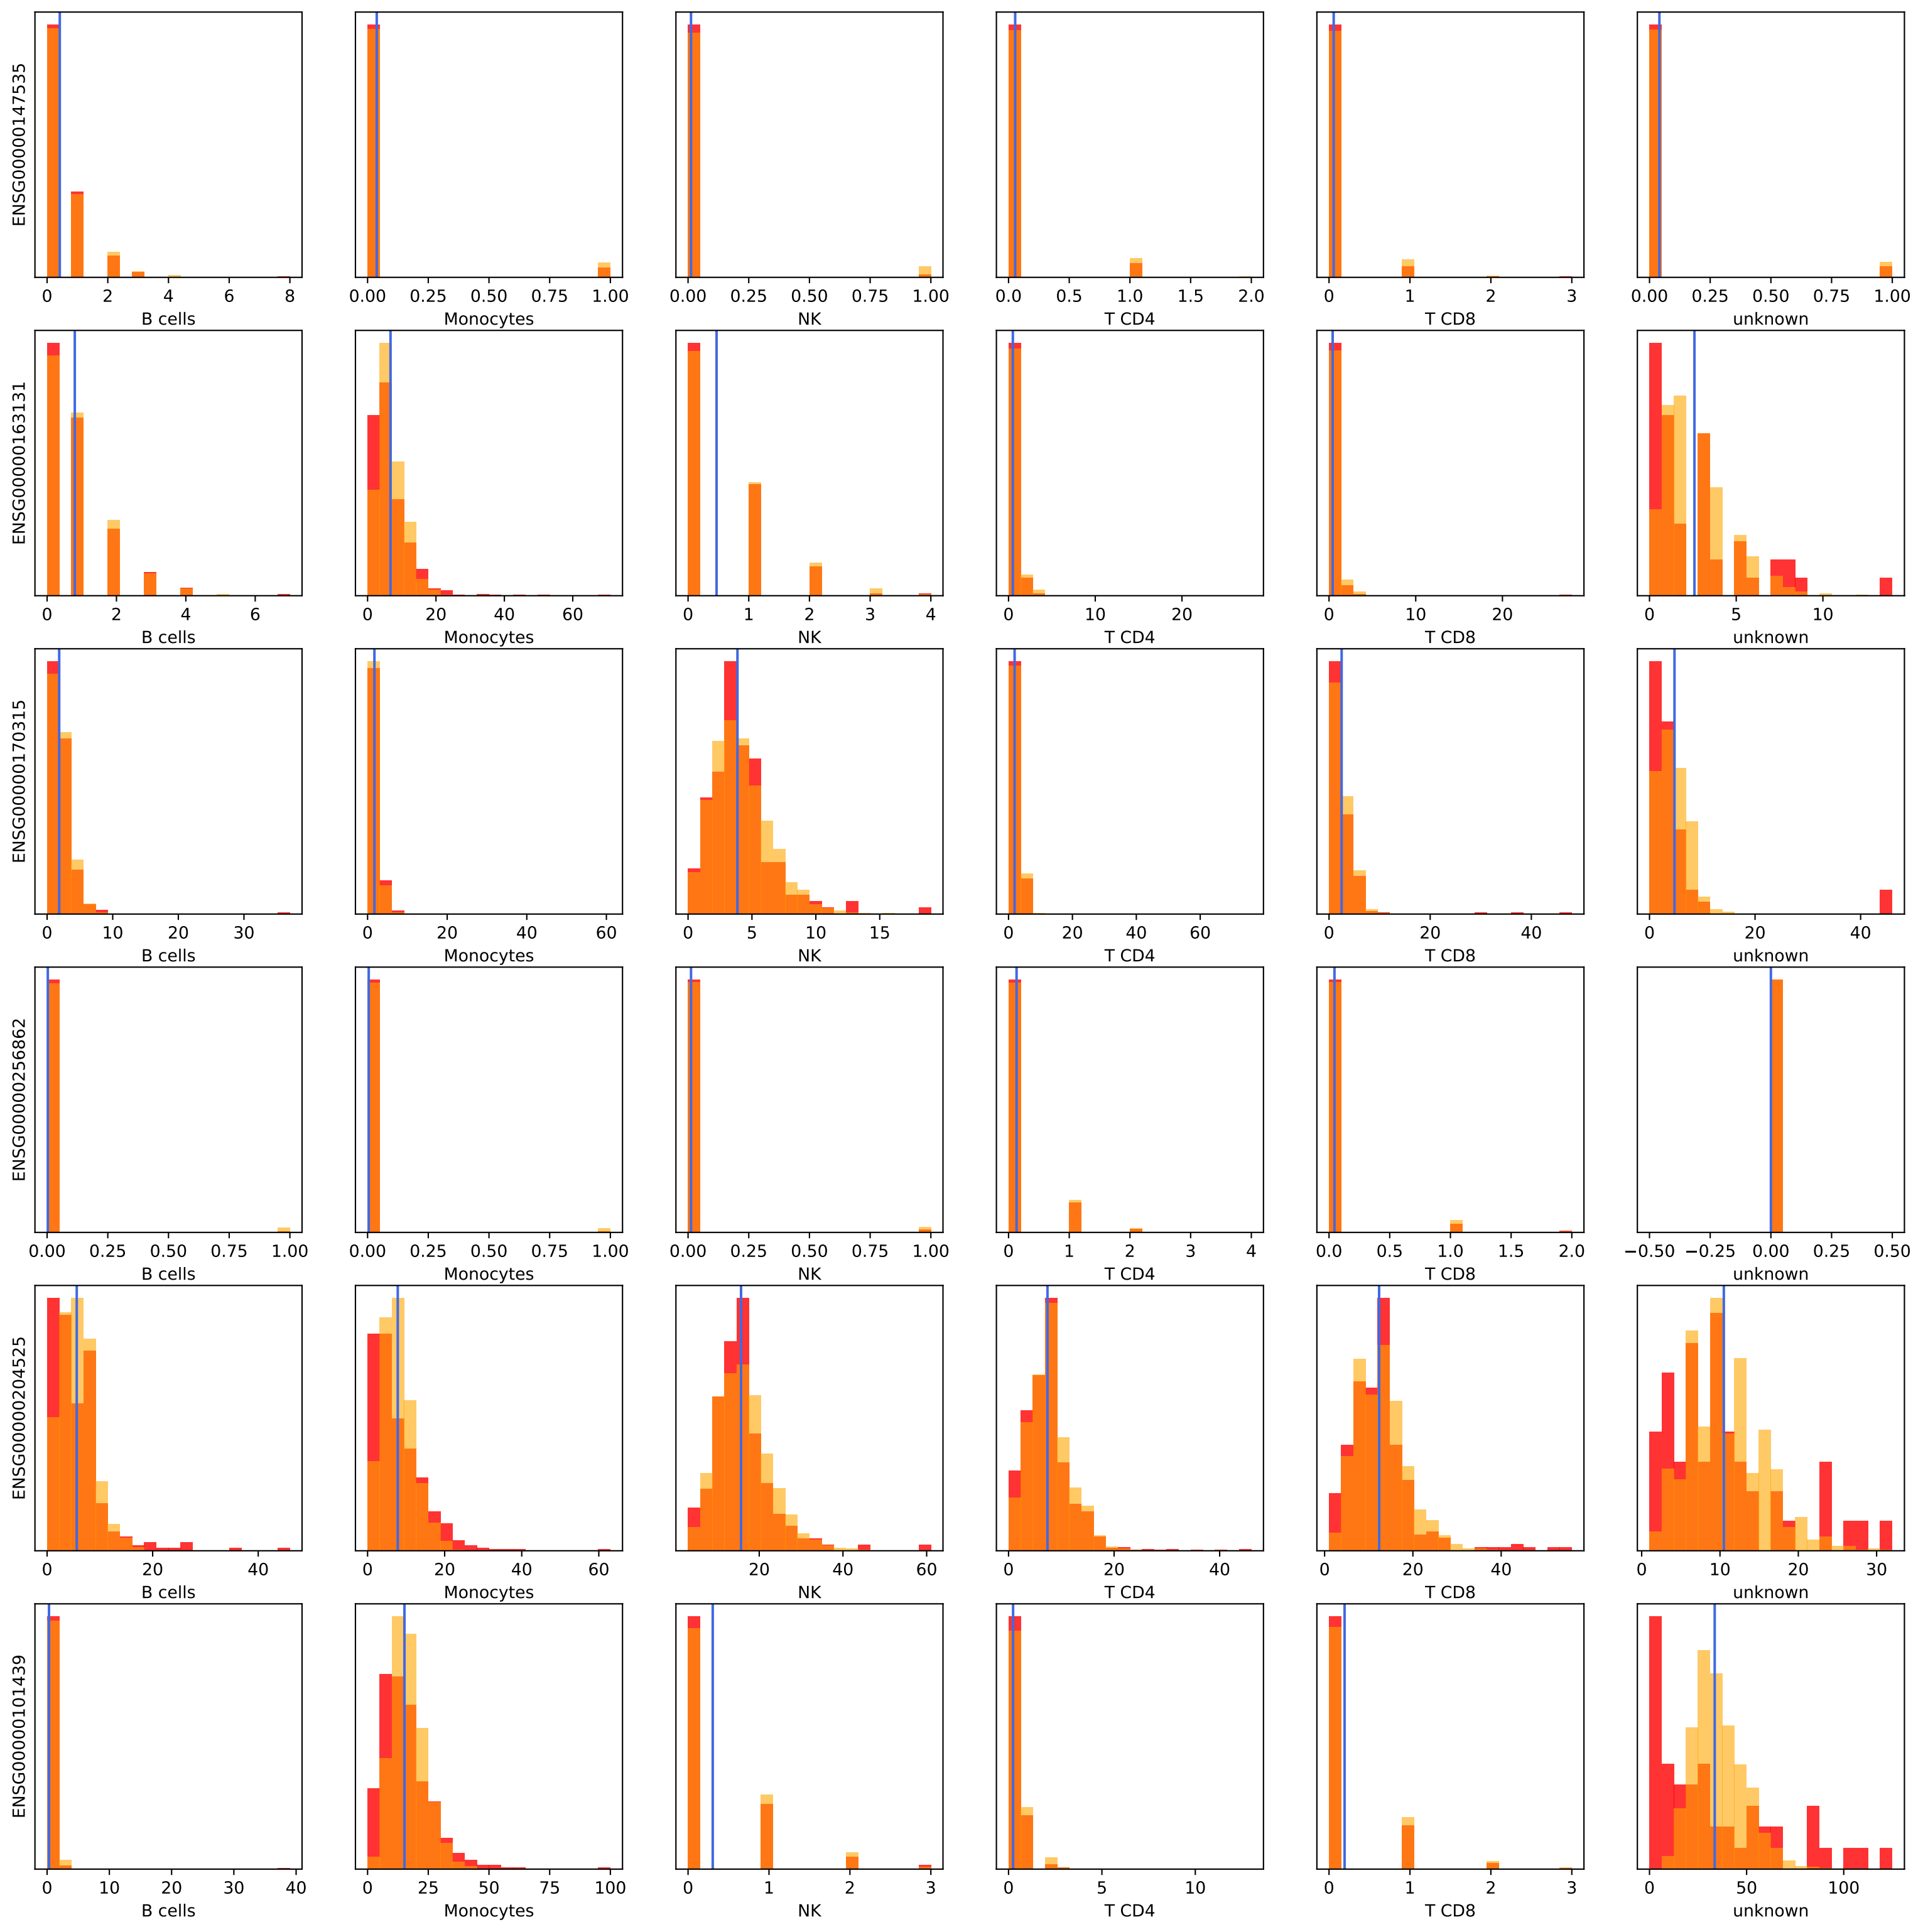 ENSG00000147535
0 2 4 6 8
0.00 0.25 0.50 0.75 1.00
0.00 0.25 0.50 0.75 1.00
0.0 0.5 1.0 1.5 2.0
0 1 2 3
0.00 0.25 0.50 0.75 1.00
B cells Monocytes NK T CD4 T CD8 unknown
ENSG00000163131
0 2 4 6
0 20 40 60
0 1 2 3 4
0 10 20
0 10 20
0 5 10
B cells Monocytes NK T CD4 T CD8 unknown
ENSG00000170315
0 10 20 30
0 20 40 60
0 5 10 15
0 20 40 60
0 20 40
0 20 40
B cells Monocytes NK T CD4 T CD8 unknown
ENSG00000256862
0.00 0.25 0.50 0.75 1.00
0.00 0.25 0.50 0.75 1.00
0.00 0.25 0.50 0.75 1.00
0 1 2 3 4
0.0 0.5 1.0 1.5 2.0
−0.50 −0.25 0.00 0.25 0.50
B cells Monocytes NK T CD4 T CD8 unknown
ENSG00000204525
0 20 40
0 20 40 60
20 40 60
0 20 40
0 20 40
0 10 20 30
B cells Monocytes NK T CD4 T CD8 unknown
ENSG00000101439
0 10 20 30 40
0 25 50 75 100
0 1 2 3
0 5 10
0 1 2 3
0 50 100
B cells Monocytes NK T CD4 T CD8 unknown